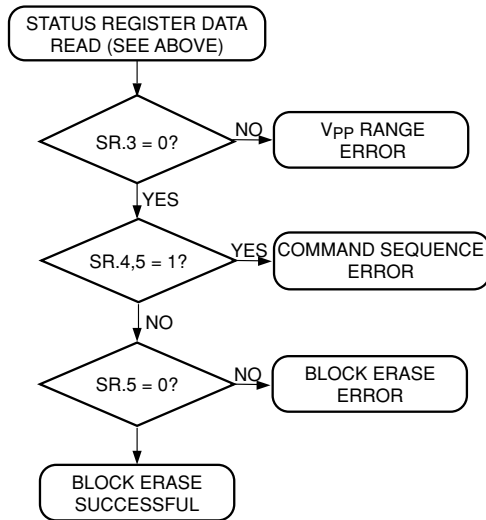 STATUS REGISTER DATA
READ (SEE ABOVE)
SR.3 = 0?
NO
VPP RANGE
ERROR
YES
SR.4,5 = 1?
YES
COMMAND SEQUENCE
ERROR
NO
SR.5 = 0?
NO
BLOCK ERASE
ERROR
BLOCK ERASE
SUCCESSFUL